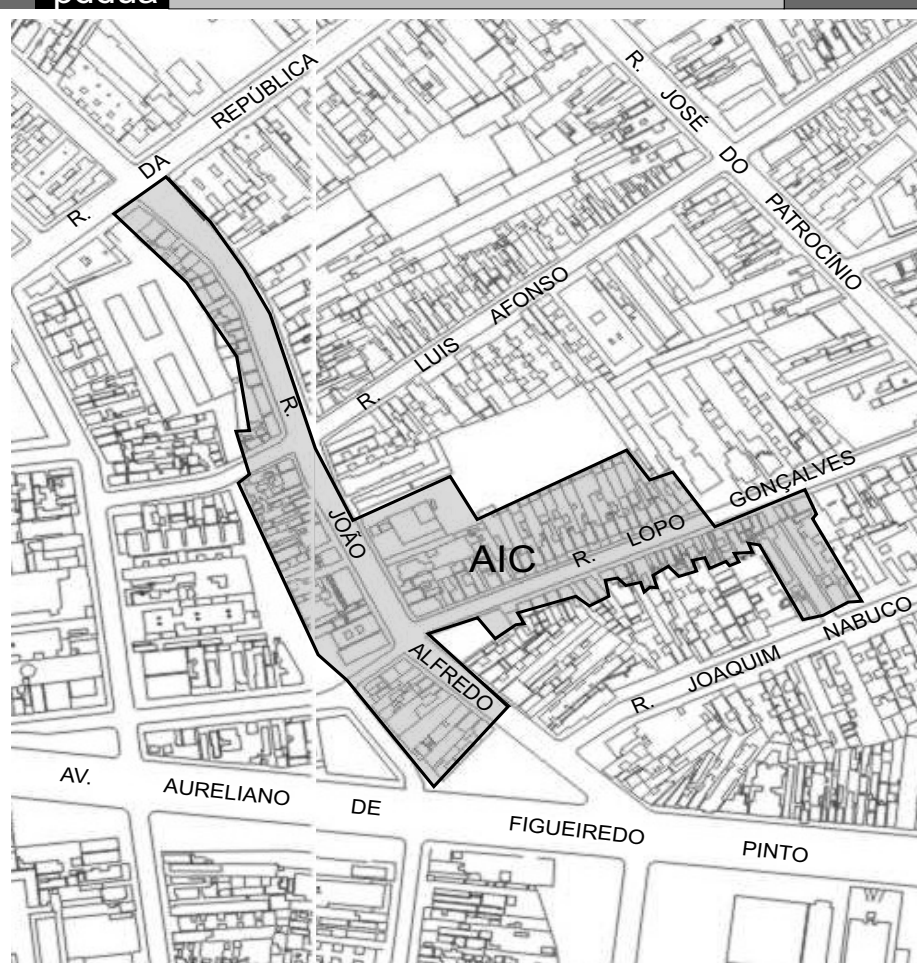 pdddua
R. DA REPÚBLICA
R. JOSÉ DO PATROCÍNIO
R. LUIS AFONSO
R. JOÃO ALFREDO
AIC
R. LOPO GONÇALVES
R. JOAQUIM NABUCO
AV. AURELIANO DE FIGUEIREDO PINTO